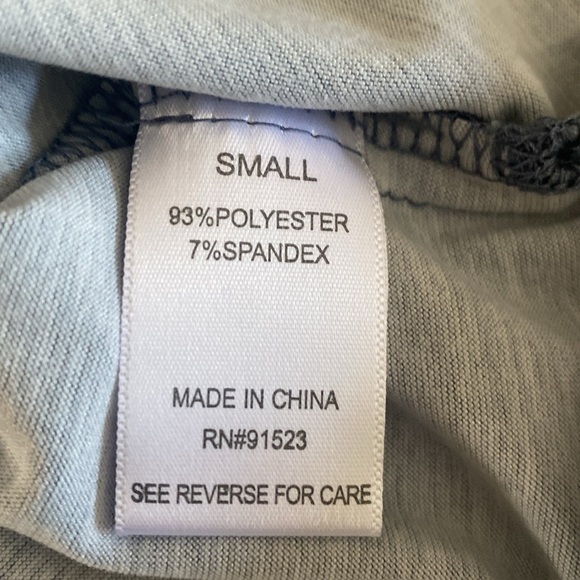 SMALL
93%POLYESTER
7%SPANDEX
MADE IN CHINA
RN#91523
SEE REVERSE FOR CARE